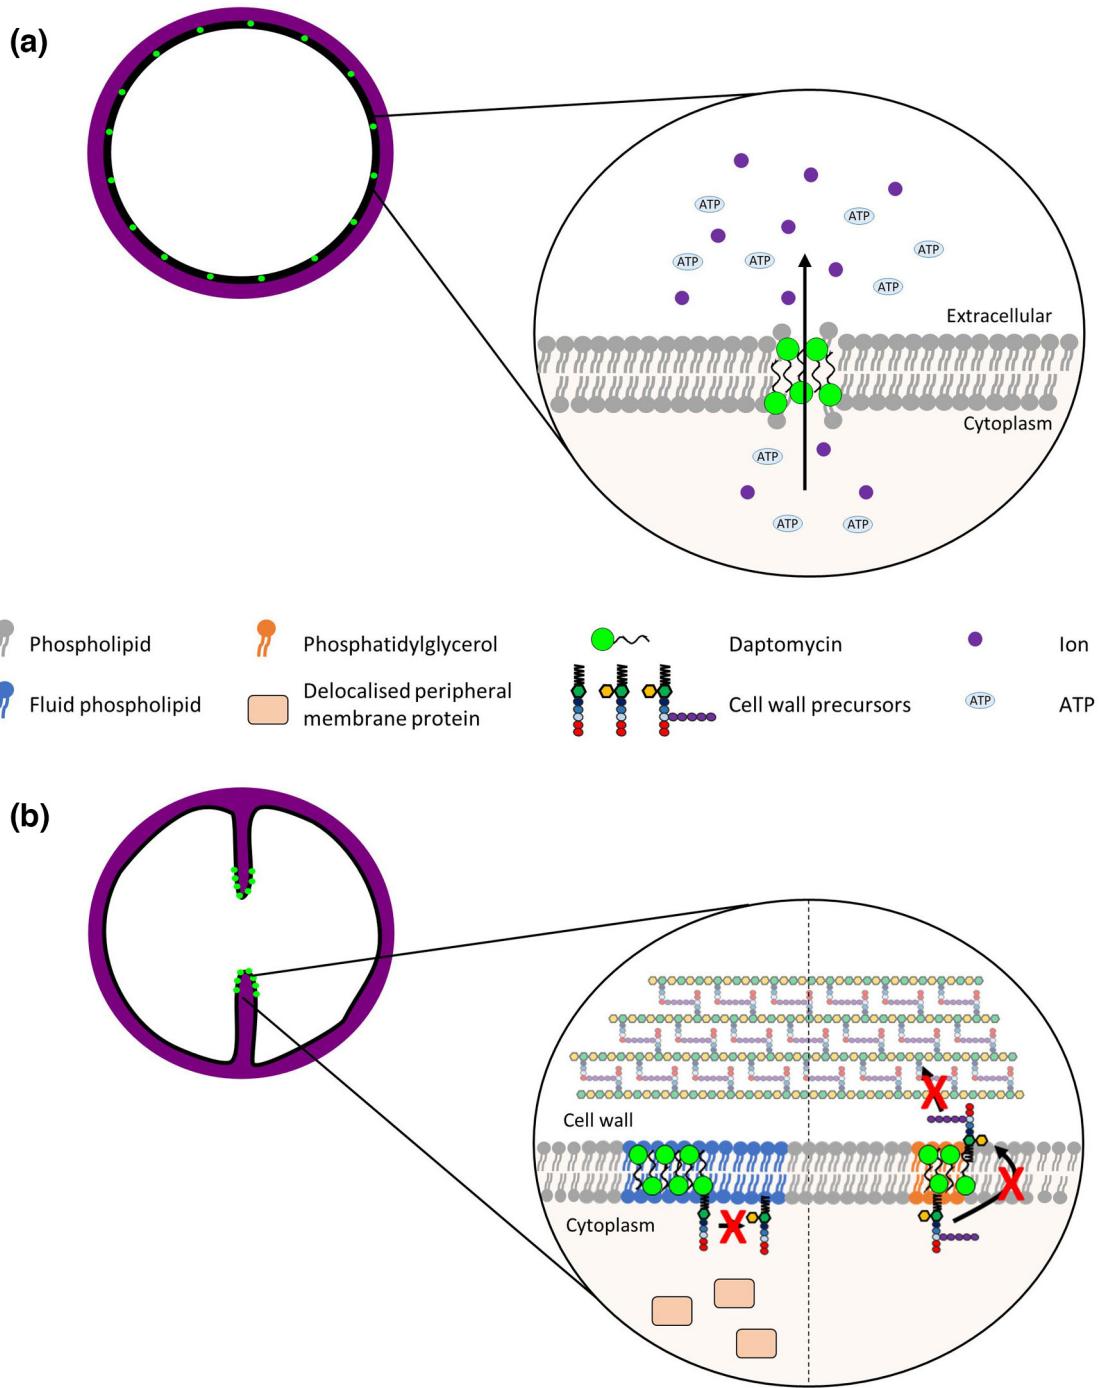 (a)
ATP
ATP
ATP
ATP
ATP
ATP
Extracellular
Cytoplasm
ATP
ATP
ATP
Phospholipid
Phosphatidylglycerol
Daptomycin
Ion
Fluid phospholipid
Delocalised peripheral
membrane protein
Cell wall precursors
ATP
ATP
(b)
Cell wall
X
X
Cytoplasm
X